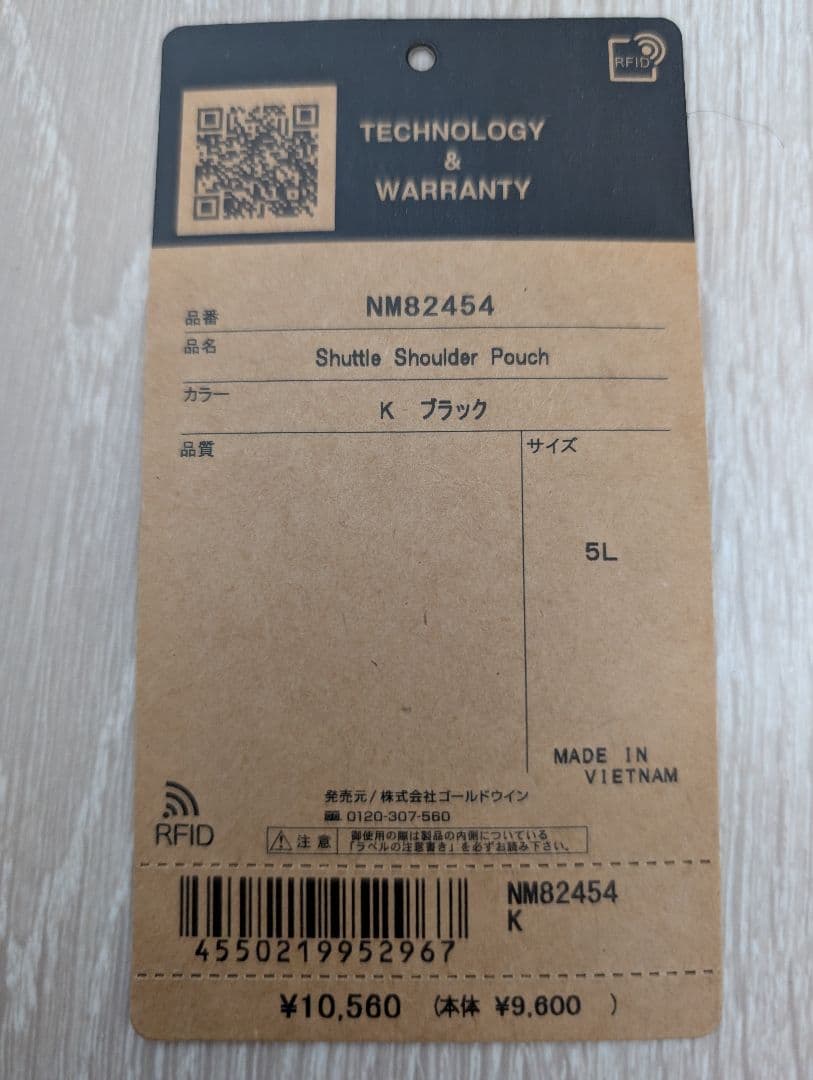 RFID
TECHNOLOGY
&
WARRANTY
品番 NM82454
品名 Shuttle Shoulder Pouch
カラー K ブラック
品質 サイズ
5L
MADE IN
VIETNAM
発売元/株式会社ゴールドウイン
0120-307-560
RFID
注意 御使用の際は製品の内側についている
「ラベルの注意書き」を必ずお読み下さい。
NM82454
K
4550219952967
¥10,560 (本体 ¥9,600 )